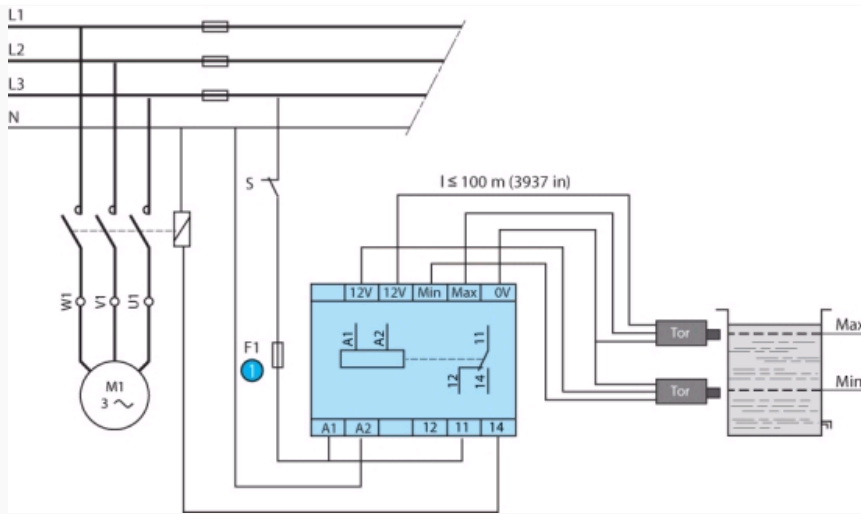 L1
L2
L3
N
S
l ≤ 100 m (3937 in)
W1
V1
U1
12V 12V Min Max 0V
A1 A2 11
12 14
F1
1
M1
3 ~
A1 A2 12 11 14
Tor
Tor
Max
Min